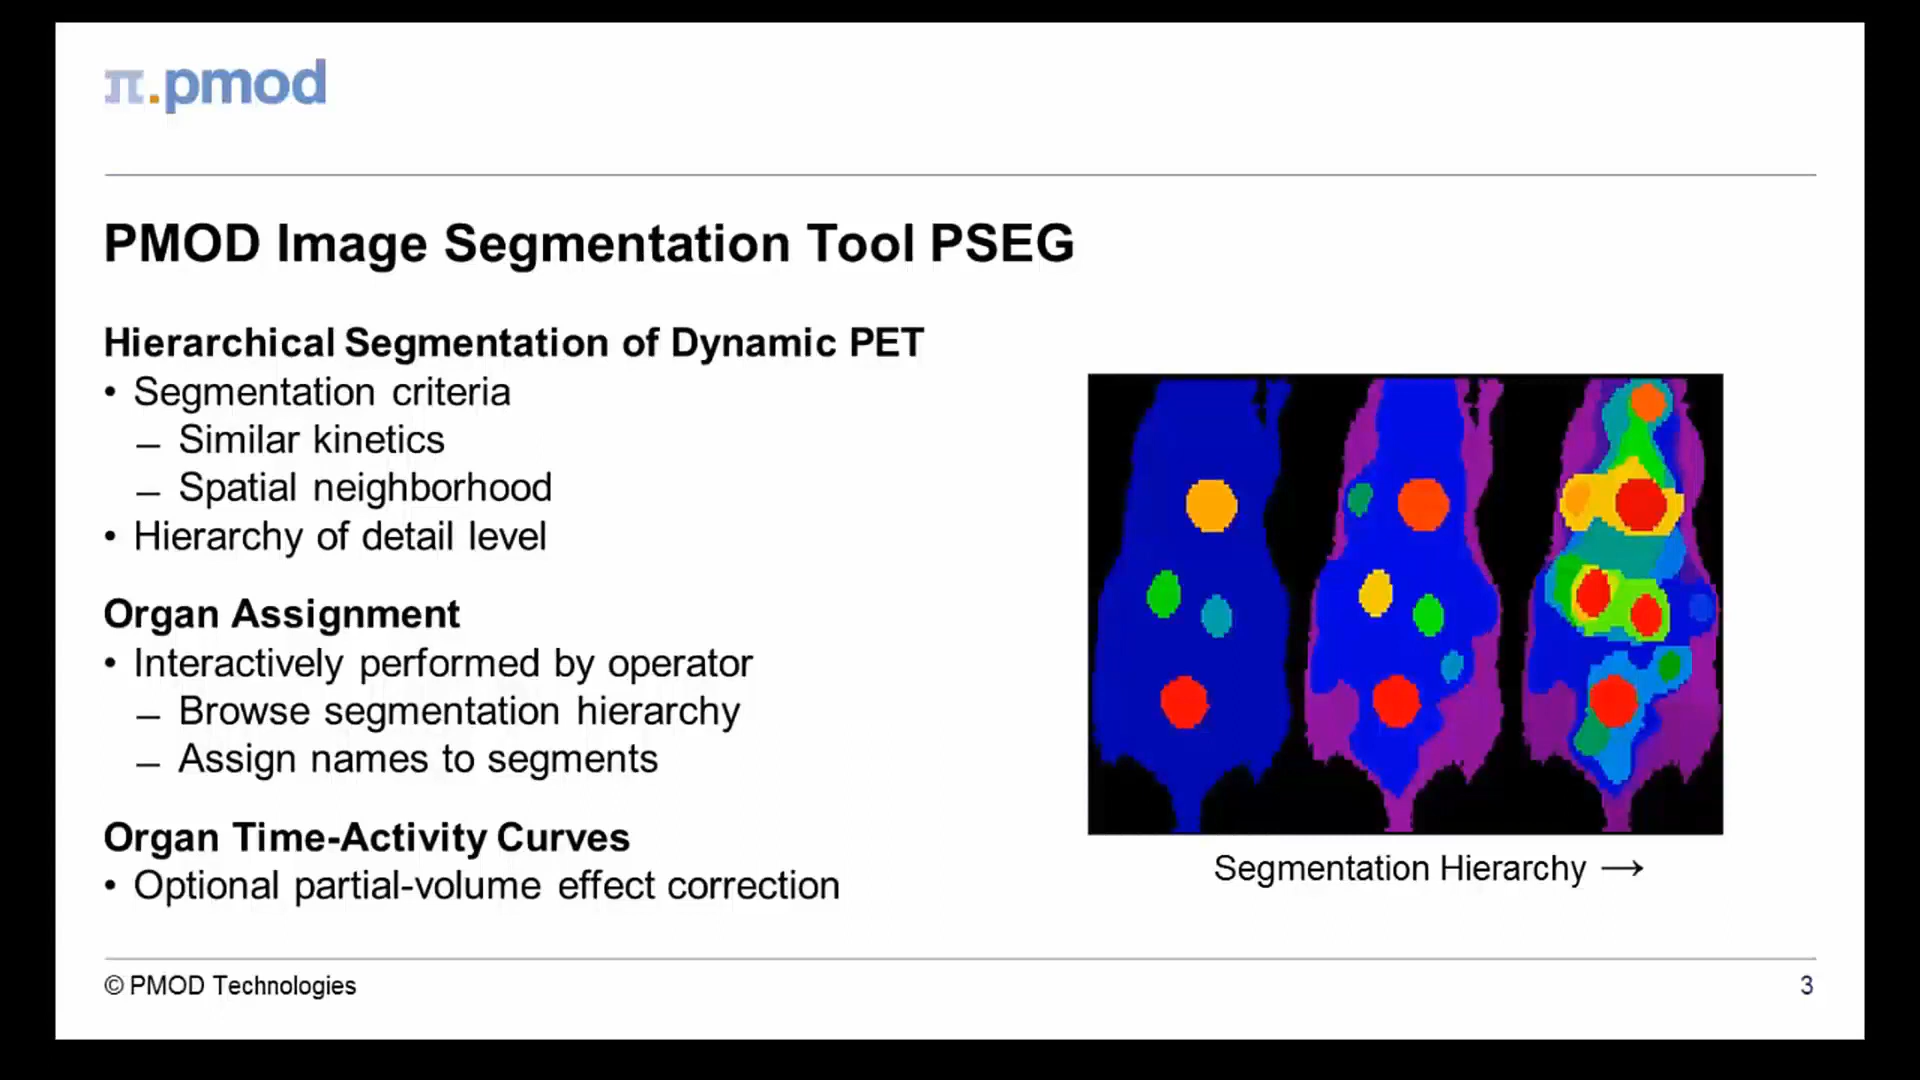 π.pmod
PMOD Image Segmentation Tool PSEG
Hierarchical Segmentation of Dynamic PET
• Segmentation criteria
– Similar kinetics
– Spatial neighborhood
• Hierarchy of detail level
Organ Assignment
• Interactively performed by operator
– Browse segmentation hierarchy
– Assign names to segments
Organ Time-Activity Curves
• Optional partial-volume effect correction
Segmentation Hierarchy →
© PMOD Technologies
3